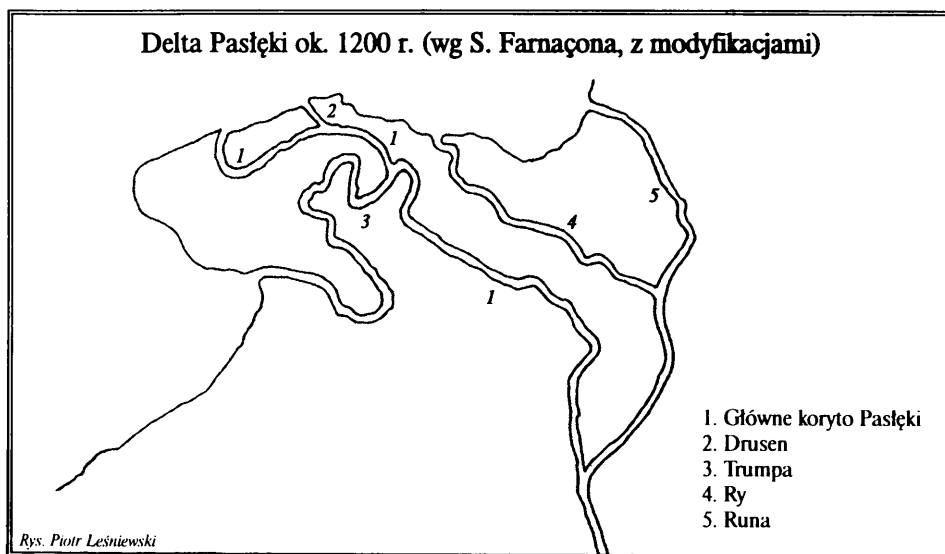 Delta Pasłęki ok. 1200 r. (wg S. Farnaçona, z modyfikacjami)
2
1
1
5
3
4
1
1. Główne koryto Pasłęki
2. Drusen
3. Trumpa
4. Ry
5. Runa
Rys. Piotr Leśniewski